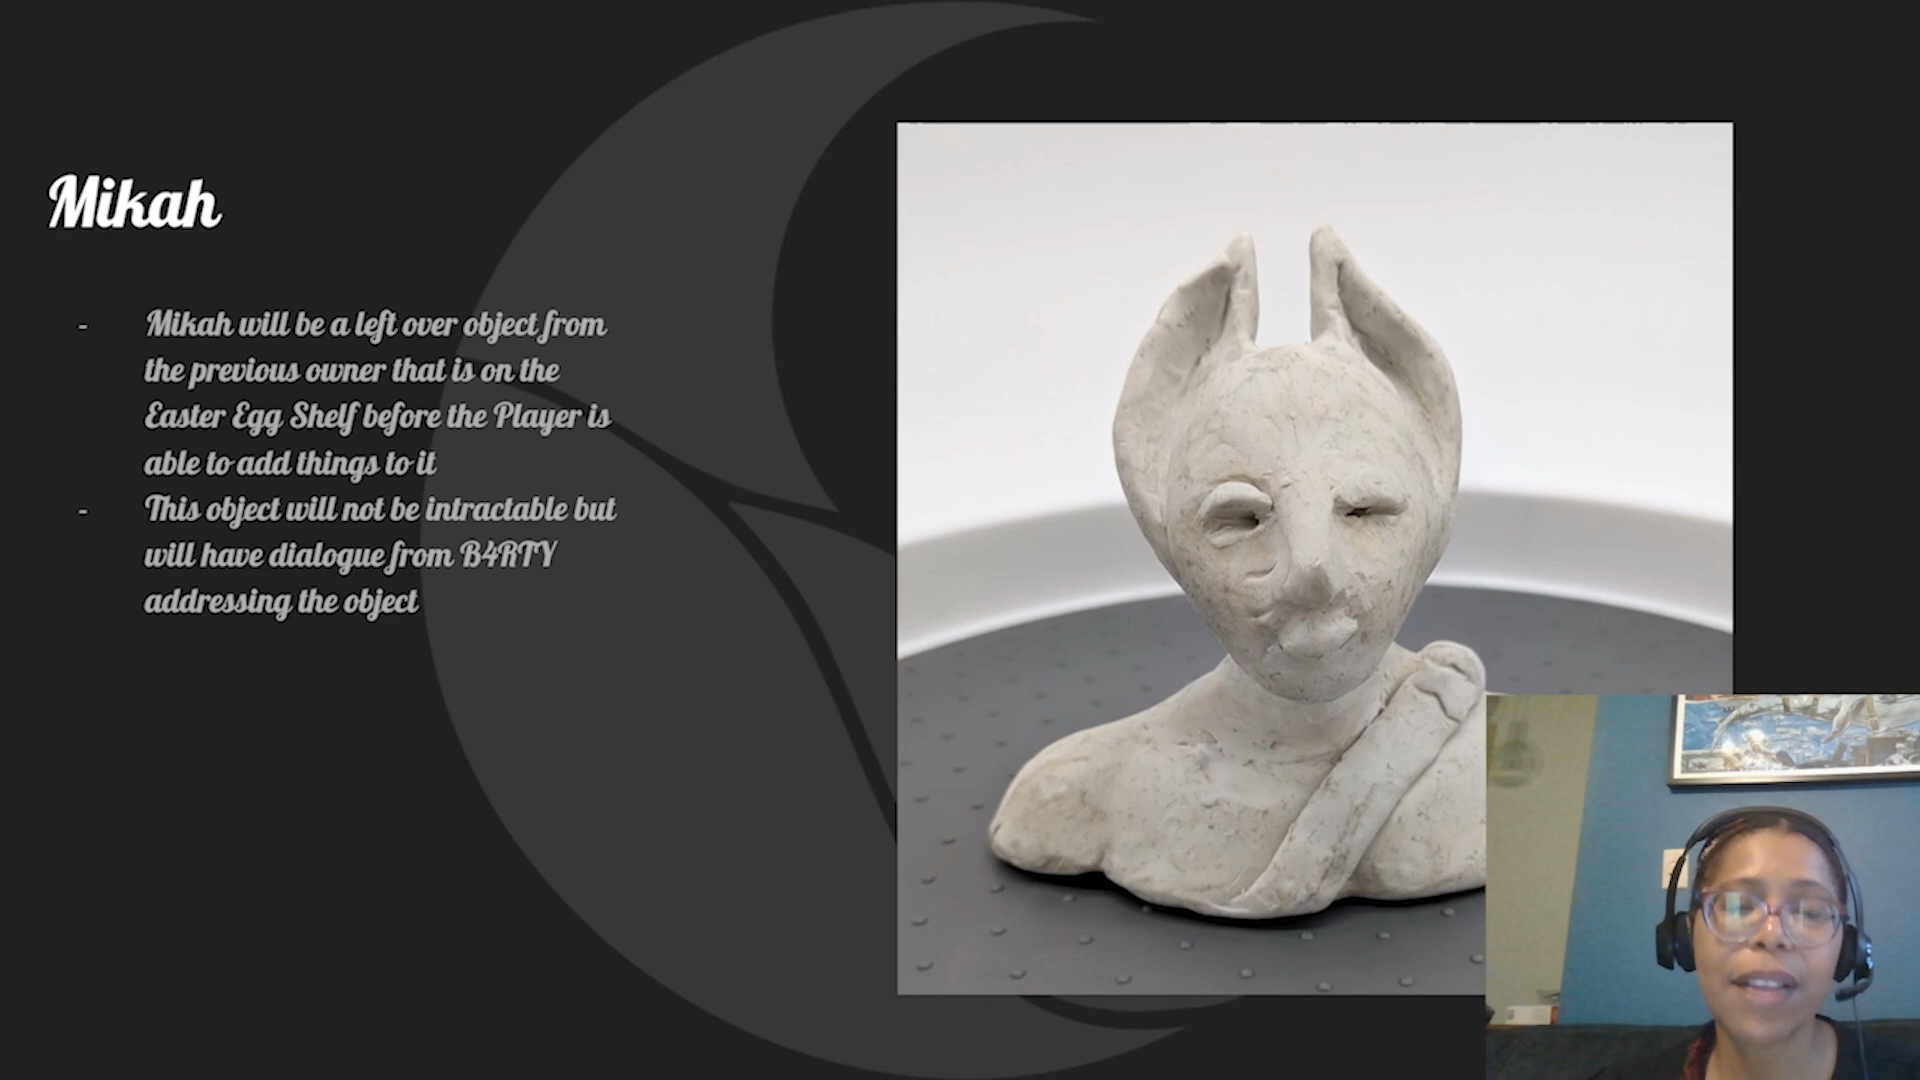 Mikah
- Mikah will be a left over object from
the previous owner that is on the
Easter Egg Shelf before the Player is
able to add things to it
- This object will not be intractable but
will have dialogue from B4RTY
addressing the object